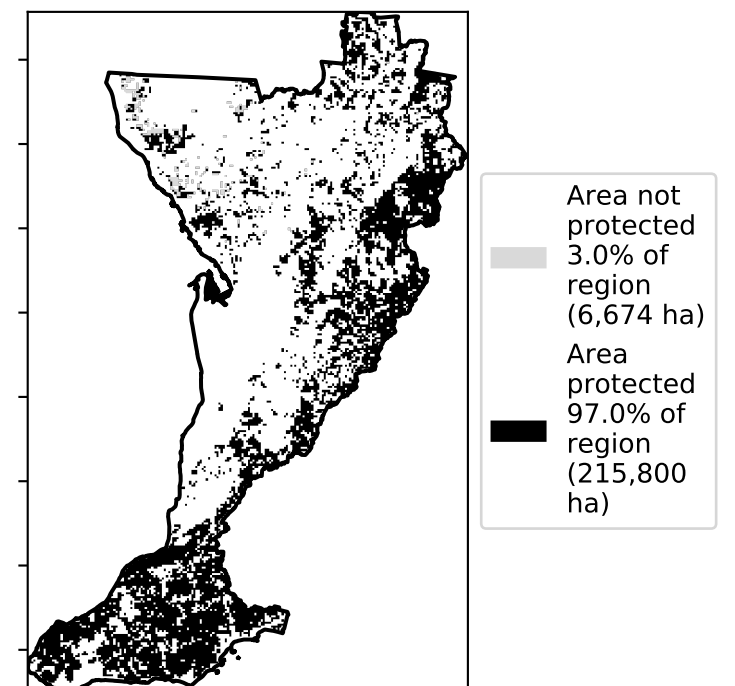 Area not
protected
3.0% of
region
(6,674 ha)
Area
protected
97.0% of
region
(215,800
ha)